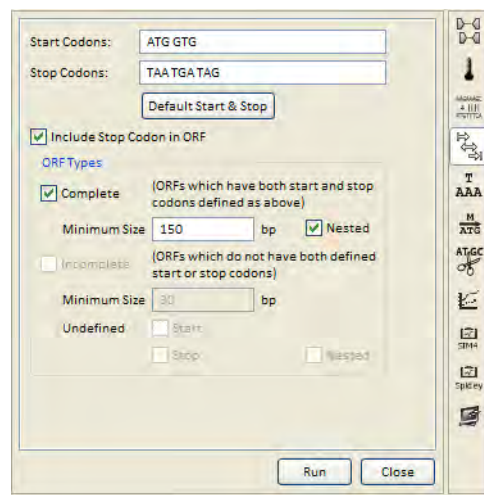 Start Codons: ATG GTG
Stop Codons: TAA TGA TAG
Default Start & Stop
Include Stop Codon in ORF
ORF Types
Complete (ORFs which have both start and stop
codons defined as above)
Minimum Size 150 bp Nested
Incomplete (ORFs which do not have both defined
start or stop codons)
Minimum Size 30 bp
Undefined Start
Stop Nested
Run Close
T
AAA
M
ATG
AT-GC
SIM4
Spidey